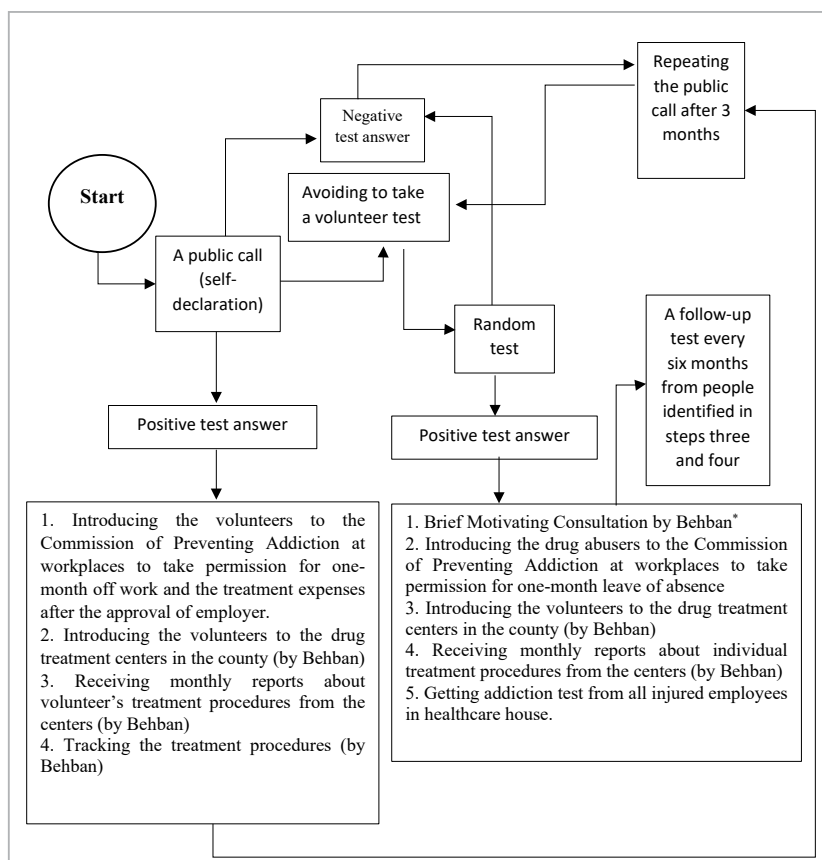 Repeating
the public
call after 3
months
Negative
test answer
Start
Avoiding to take
a volunteer test
A public call
(self-
declaration)
Random
test
A follow-up
test every
six months
from people
identified in
steps three
and four
Positive test answer
Positive test answer
1. Introducing the volunteers to the
Commission of Preventing Addiction at
workplaces to take permission for one-
month off work and the treatment expenses
after the approval of employer.
2. Introducing the volunteers to the drug
treatment centers in the county (by Behban)
3. Receiving monthly reports about
volunteer’s treatment procedures from the
centers (by Behban)
4. Tracking the treatment procedures (by
Behban)
1. Brief Motivating Consultation by Behban*
2. Introducing the drug abusers to the Commission
of Preventing Addiction at workplaces to take
permission for one-month leave of absence
3. Introducing the volunteers to the drug treatment
centers in the county (by Behban)
4. Receiving monthly reports about individual
treatment procedures from the centers (by Behban)
5. Getting addiction test from all injured employees
in healthcare house.